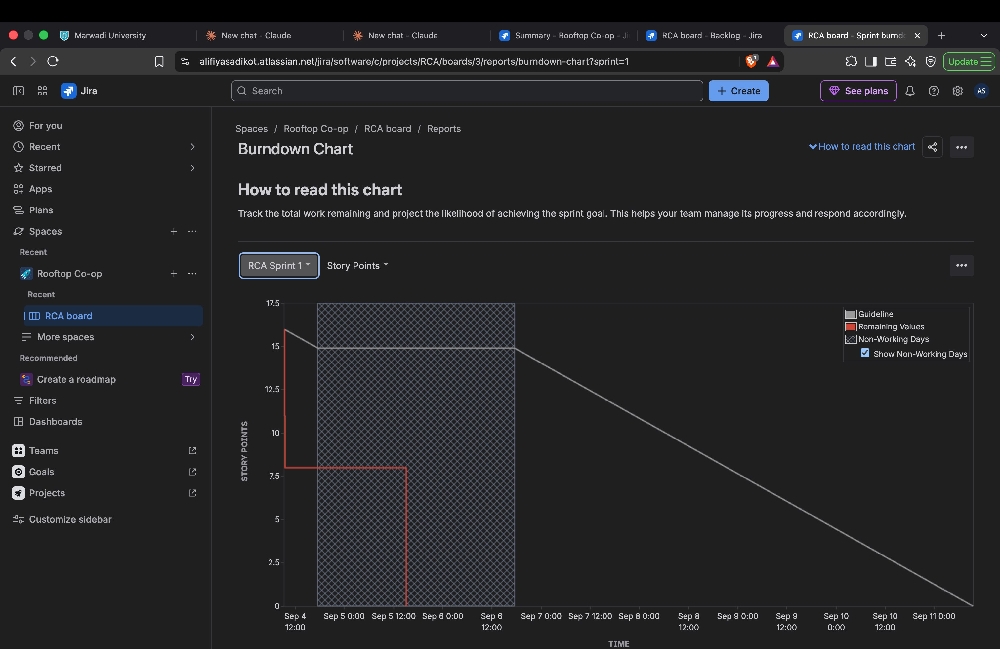 Marwadi University
New chat - Claude
New chat - Claude
Summary - Rooftop Co-op - Ji
RCA board - Backlog - Jira
RCA board - Sprint burndo
alifiyasadikot.atlassian.net/jira/software/c/projects/RCA/boards/3/reports/burndown-chart?sprint=1
1
Update
Jira
Search
Create
See plans
AS
For you
Recent
Starred
Apps
Plans
Spaces
Recent
Rooftop Co-op
Recent
RCA board
More spaces
Recommended
Create a roadmap
Try
Filters
Dashboards
Teams
Goals
Projects
Customize sidebar
Spaces / Rooftop Co-op / RCA board / Reports
Burndown Chart
How to read this chart
How to read this chart
Track the total work remaining and project the likelihood of achieving the sprint goal. This helps your team manage its progress and respond accordingly.
RCA Sprint 1
Story Points
Guideline
Remaining Values
Non-Working Days
Show Non-Working Days
STORY POINTS
17.5
15
12.5
10
7.5
5
2.5
0
Sep 4 12:00
Sep 5 0:00
Sep 5 12:00
Sep 6 0:00
Sep 6 12:00
Sep 7 0:00
Sep 7 12:00
Sep 8 0:00
Sep 8 12:00
Sep 9 0:00
Sep 9 12:00
Sep 10 0:00
Sep 10 12:00
Sep 11 0:00
TIME